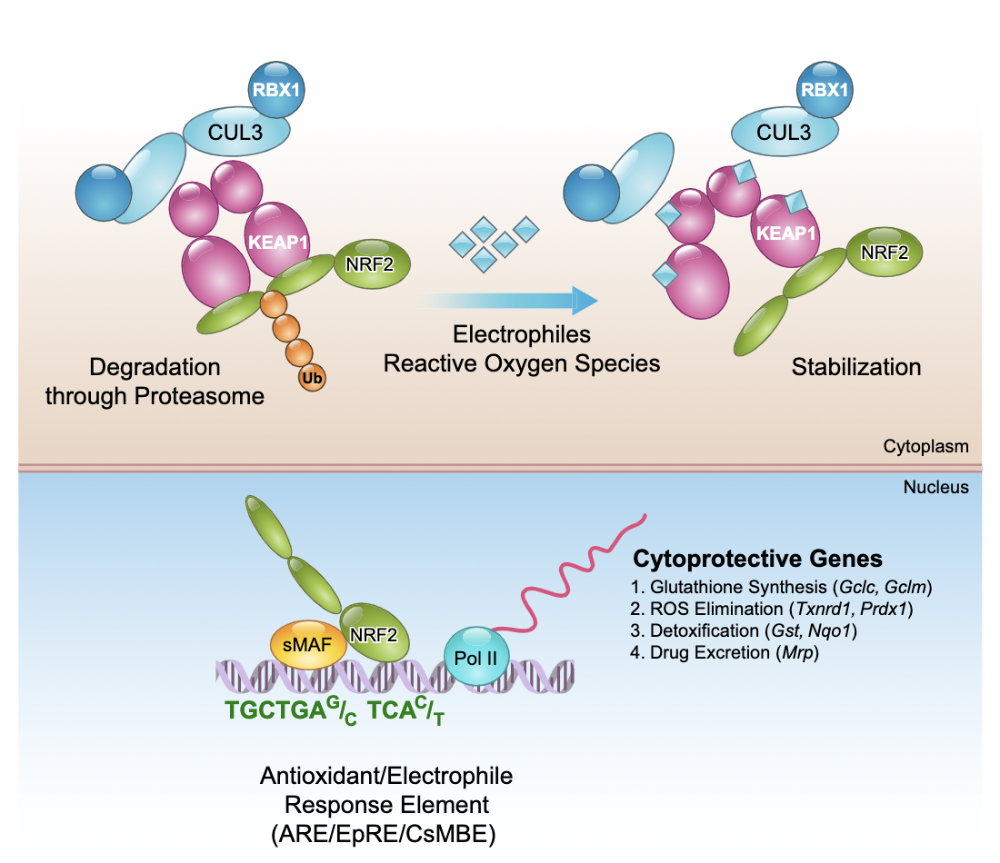 RBX1
CUL3
KEAP1
NRF2
Ub
Degradation
through Proteasome
Electrophiles
Reactive Oxygen Species
RBX1
CUL3
KEAP1
NRF2
Stabilization
Cytoplasm
Nucleus
sMAF
NRF2
Pol II
TGCTGAG/C TCAC/T
Antioxidant/Electrophile
Response Element
(ARE/EpRE/CsMBE)
Cytoprotective Genes
1. Glutathione Synthesis (Gclc, Gclm)
2. ROS Elimination (Txnrd1, Prdx1)
3. Detoxification (Gst, Nqo1)
4. Drug Excretion (Mrp)